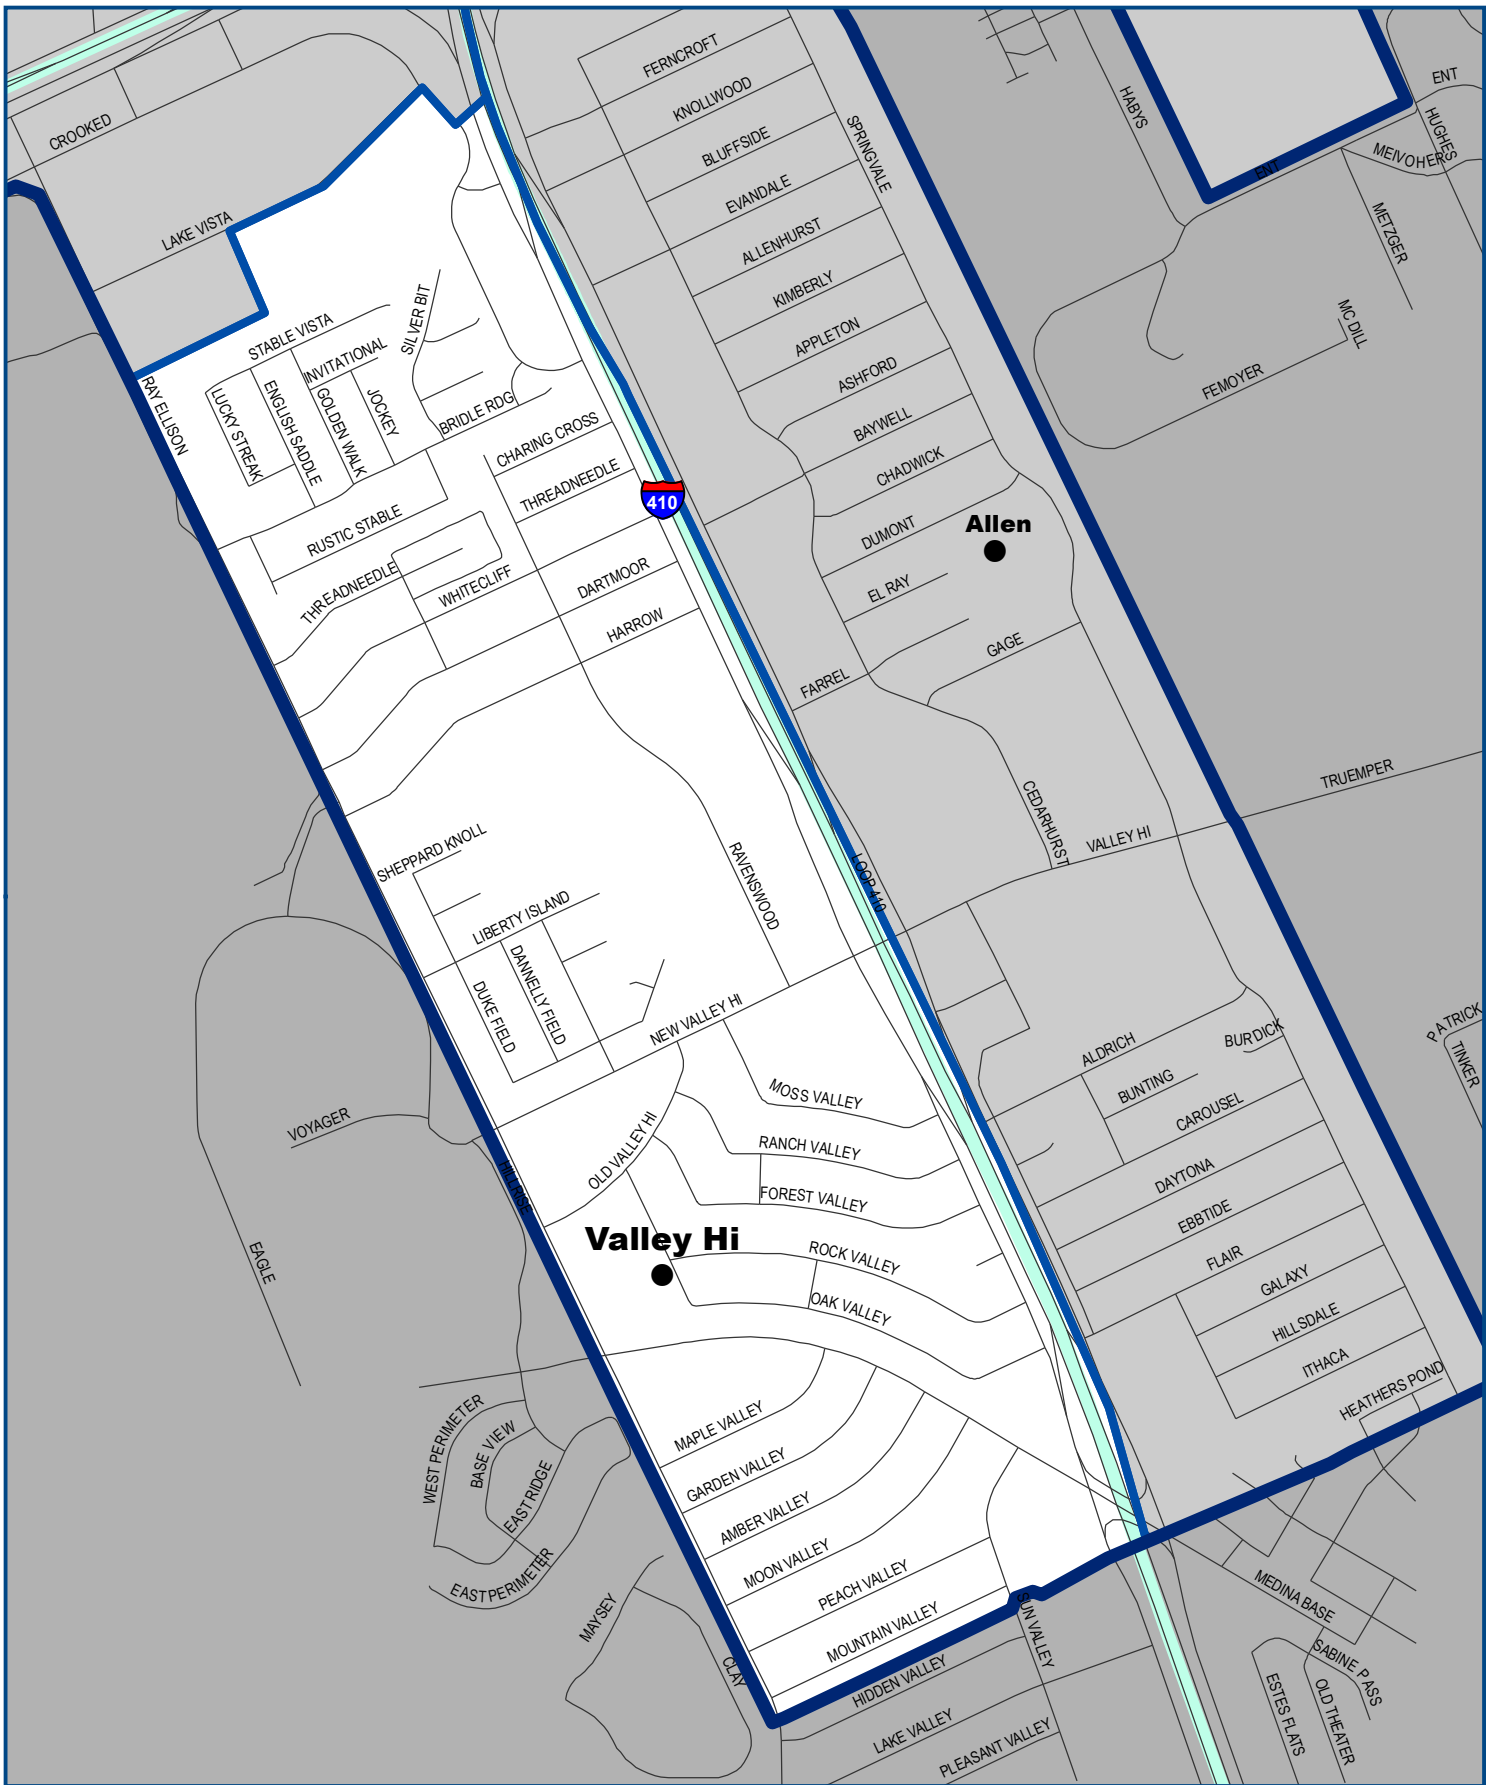 FERNCROFT
ENT
KNOLLWOOD
HABYS
CROOKED
HUGHES
BLUFFSIDE
SPRINGVALE
MEIVOHERS
ENT
EVANDALE
LAKE VISTA
METZGER
ALLENHURST
KIMBERLY
SILVER BIT
STABLE VISTA
APPLETON
MC DILL
INVITATIONAL
ASHFORD
FEMOYER
RAY ELLISON
LUCKY STREAK
ENGLISH SADDLE
GOLDEN WALK
JOCKEY
BRIDLE RDG
BAYWELL
CHARING CROSS
CHADWICK
THREADNEEDLE
410
RUSTIC STABLE
DUMONT
Allen
THREADNEEDLE
WHITECLIFF
DARTMOOR
EL RAY
HARROW
GAGE
FARREL
TRUEMPER
CEDARHURST
VALLEY HI
SHEPPARD KNOLL
RAVENSWOOD
LOOP 410
LIBERTY ISLAND
DUKE FIELD
DANNELLY FIELD
NEW VALLEY HI
PATRICK
TINKER
BURDICK
ALDRICH
BUNTING
MOSS VALLEY
CAROUSEL
VOYAGER
OLD VALLEY HI
RANCH VALLEY
HILLRISE
DAYTONA
FOREST VALLEY
EBBTIDE
Valley Hi
ROCK VALLEY
FLAIR
EAGLE
GALAXY
OAK VALLEY
HILLSDALE
ITHACA
HEATHERS POND
WEST PERIMETER
BASE VIEW
MAPLE VALLEY
EAST RIDGE
GARDEN VALLEY
AMBER VALLEY
MOON VALLEY
EAST PERIMETER
PEACH VALLEY
MEDINA BASE
MAYSEY
MOUNTAIN VALLEY
SUN VALLEY
CLAY
HIDDEN VALLEY
SABINE PASS
ESTES FLATS
OLD THEATER
LAKE VALLEY
PLEASANT VALLEY